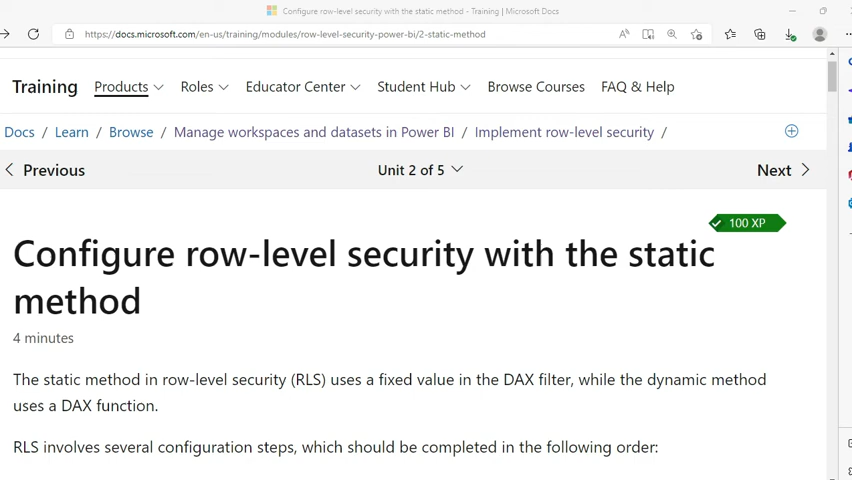 Configure row-level security with the static method - Training | Microsoft Docs
https://docs.microsoft.com/en-us/training/modules/row-level-security-power-bi/2-static-method
Training Products Roles Educator Center Student Hub Browse Courses FAQ & Help
Docs / Learn / Browse / Manage workspaces and datasets in Power BI / Implement row-level security /
Previous Unit 2 of 5 Next
100 XP
Configure row-level security with the static
method
4 minutes
The static method in row-level security (RLS) uses a fixed value in the DAX filter, while the dynamic method
uses a DAX function.
RLS involves several configuration steps, which should be completed in the following order: